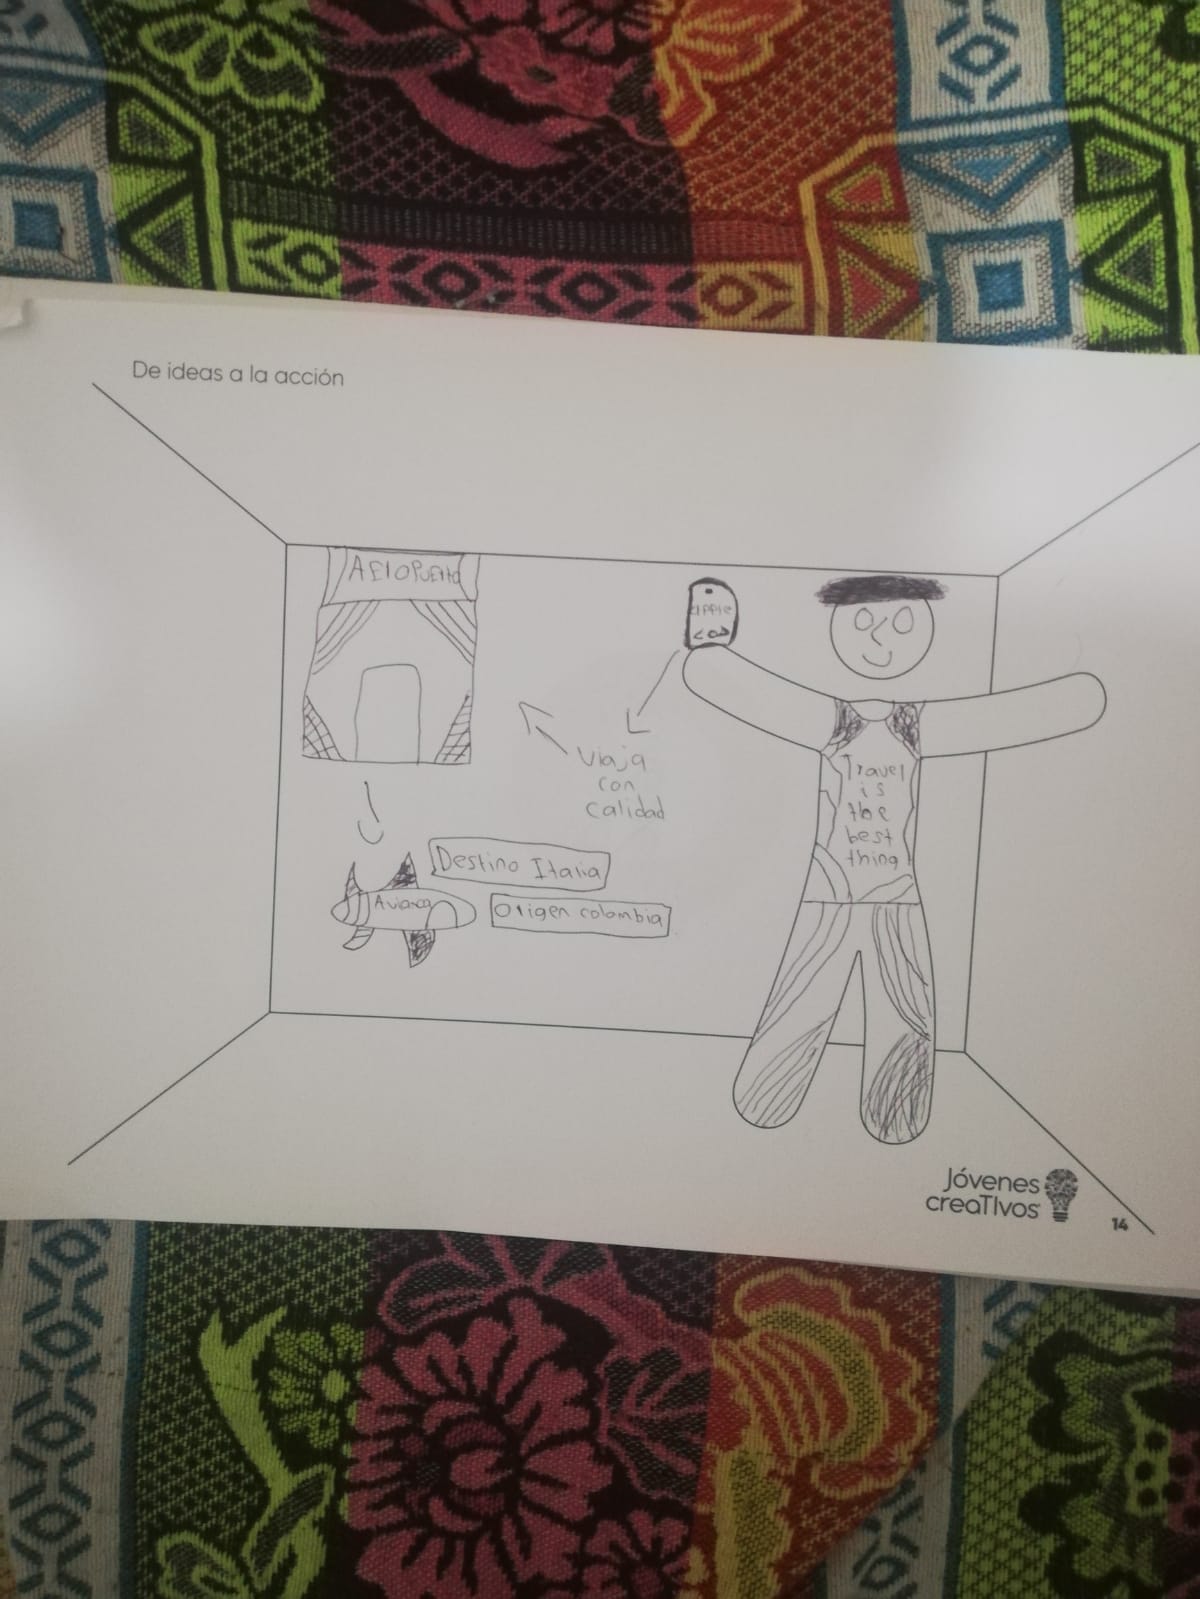 De ideas a la acción
AEROPUERTO
apple
Viaja
con
calidad
Travel
is
the
best
thing
Destino Italia
Avianca
Origen colombia
Jóvenes
creaTIvos
14